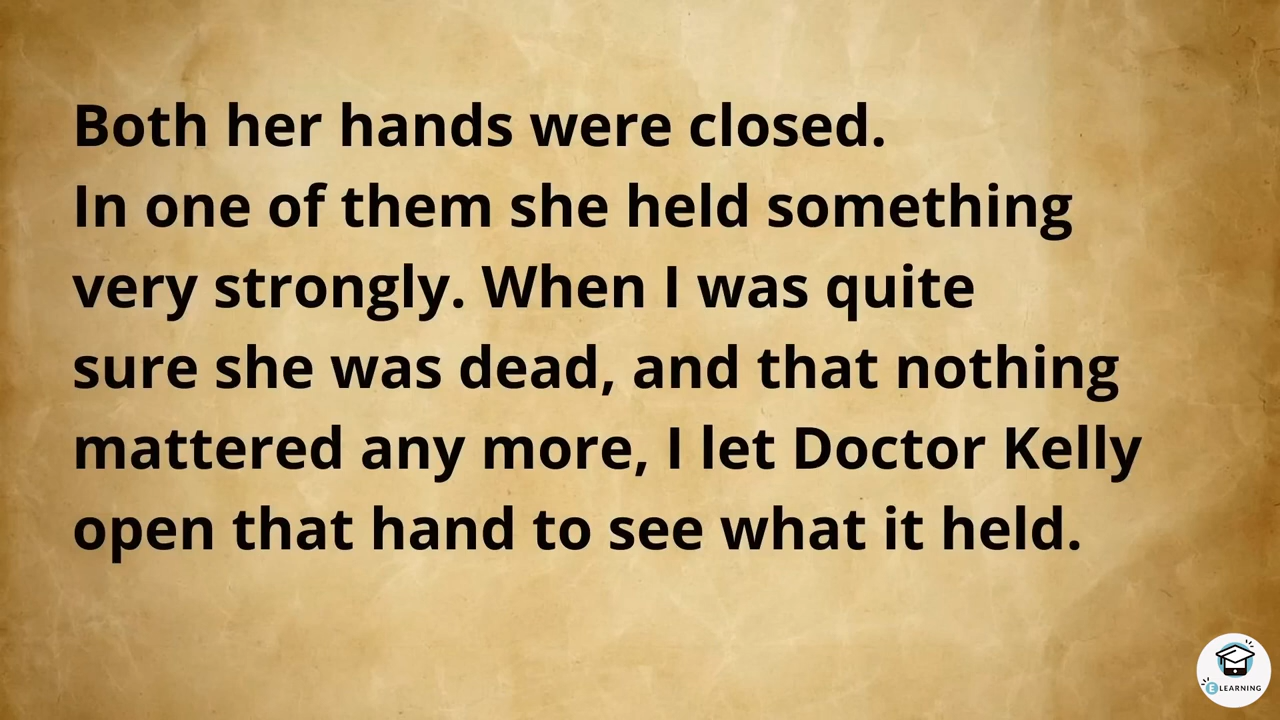 Both her hands were closed.
In one of them she held something
very strongly. When I was quite
sure she was dead, and that nothing
mattered any more, I let Doctor Kelly
open that hand to see what it held.
E LEARNING